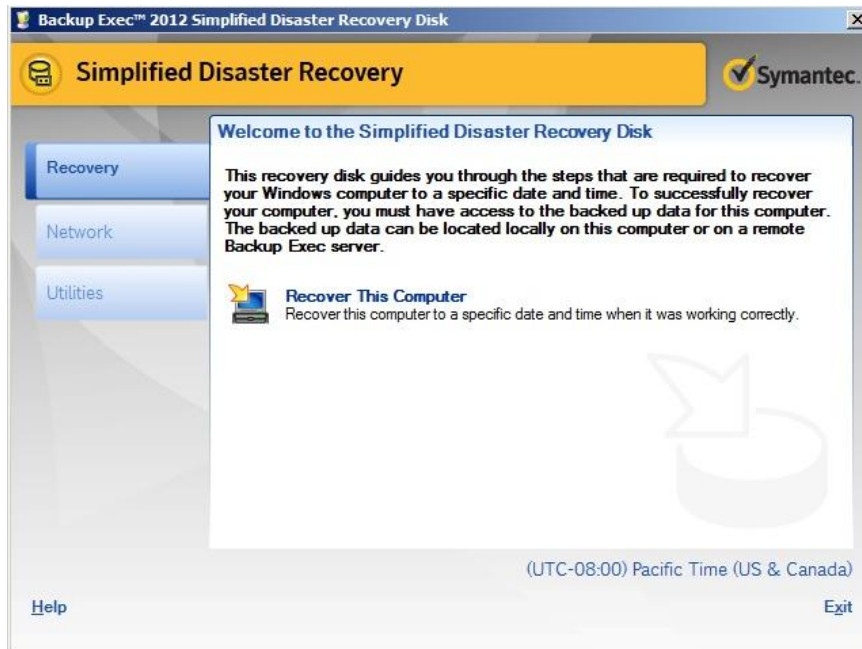 Backup Exec™ 2012 Simplified Disaster Recovery Disk
Simplified Disaster Recovery
Symantec.
Recovery
Network
Utilities
Welcome to the Simplified Disaster Recovery Disk
This recovery disk guides you through the steps that are required to recover
your Windows computer to a specific date and time. To successfully recover
your computer, you must have access to the backed up data for this computer.
The backed up data can be located locally on this computer or on a remote
Backup Exec server.
Recover This Computer
Recover this computer to a specific date and time when it was working correctly.
(UTC-08:00) Pacific Time (US & Canada)
Help
Exit